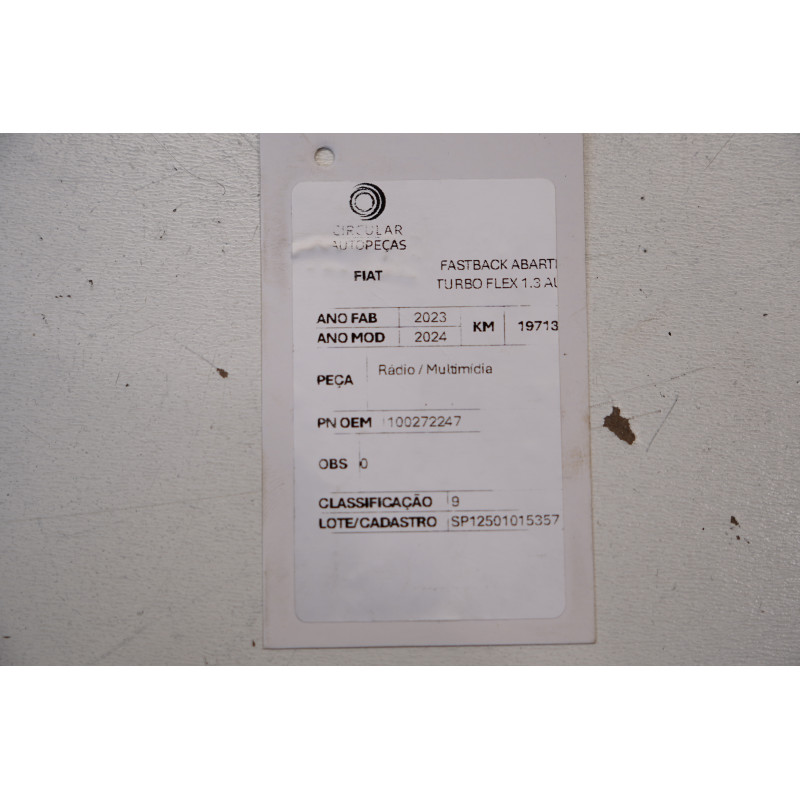 CIRCULAR
AUTOPEÇAS
FIAT
FASTBACK ABART
TURBO FLEX 1.3 AU
ANO FAB 2023
ANO MOD 2024
KM 19713
PEÇA Rádio / Multimídia
PN OEM 100272247
OBS 0
CLASSIFICAÇÃO 9
LOTE/CADASTRO SP12501015357